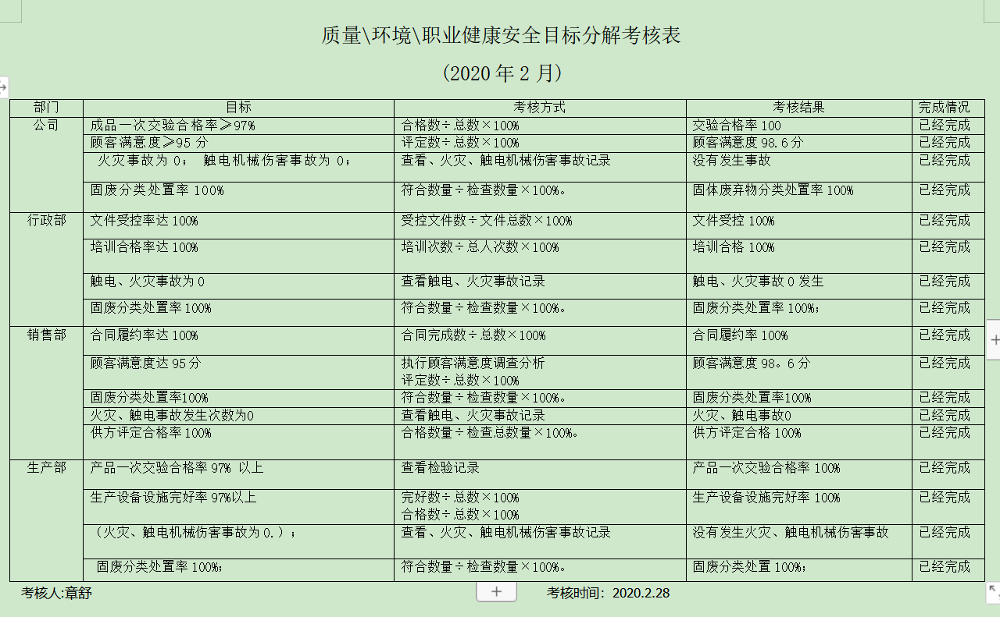 质量\环境\职业健康安全目标分解考核表
(2020 年 2 月)
部门 目标 考核方式 考核结果 完成情况
公司 成品一次交验合格率≥97% 合格数÷总数×100% 交验合格率 100 已经完成
顾客满意度≥95 分 评定数÷总数×100% 顾客满意度 98.6分 已经完成
火灾事故为 0； 触电机械伤害事故为 0； 查看、火灾、触电机械伤害事故记录 没有发生事故 已经完成
固废分类处置率 100% 符合数量÷检查数量×100%。 固体废弃物分类处置率 100% 已经完成
行政部 文件受控率达 100% 受控文件数÷文件总数×100% 文件受控 100% 已经完成
培训合格率达 100% 培训次数÷总人次数×100% 培训合格 100% 已经完成
触电、火灾事故为 0 查看触电、火灾事故记录 触电、火灾事故 0 发生 已经完成
固废分类处置率 100% 符合数量÷检查数量×100%。 固废分类处置率 100%； 已经完成
销售部 合同履约率达 100% 合同完成数÷总数×100% 合同履约率 100% 已经完成
顾客满意度达 95分 执行顾客满意度调查分析 顾客满意度 98。6 分 已经完成
评定数÷总数×100%
固废分类处置率100% 符合数量÷检查数量×100%。 固废分类处置率100% 已经完成
火灾、触电事故发生次数为0 查看触电、火灾事故记录 火灾、触电事故0 已经完成
供方评定合格率 100% 合格数量÷检查总数量×100%。 供方评定合格 100% 已经完成
生产部 产品一次交验合格率 97% 以上 查看检验记录 产品一次交验合格率 100% 已经完成
生产设备设施完好率 97%以上 完好数÷总数×100% 生产设备设施完好率 100% 已经完成
合格数÷总数×100%
（火灾、触电机械伤害事故为 0.）； 查看、火灾、触电机械伤害事故记录 没有发生火灾、触电机械伤害事故 已经完成
固废分类处置率 100%； 符合数量÷检查数量×100%。 固废分类处置 100%； 已经完成
考核人:章舒 考核时间：2020.2.28